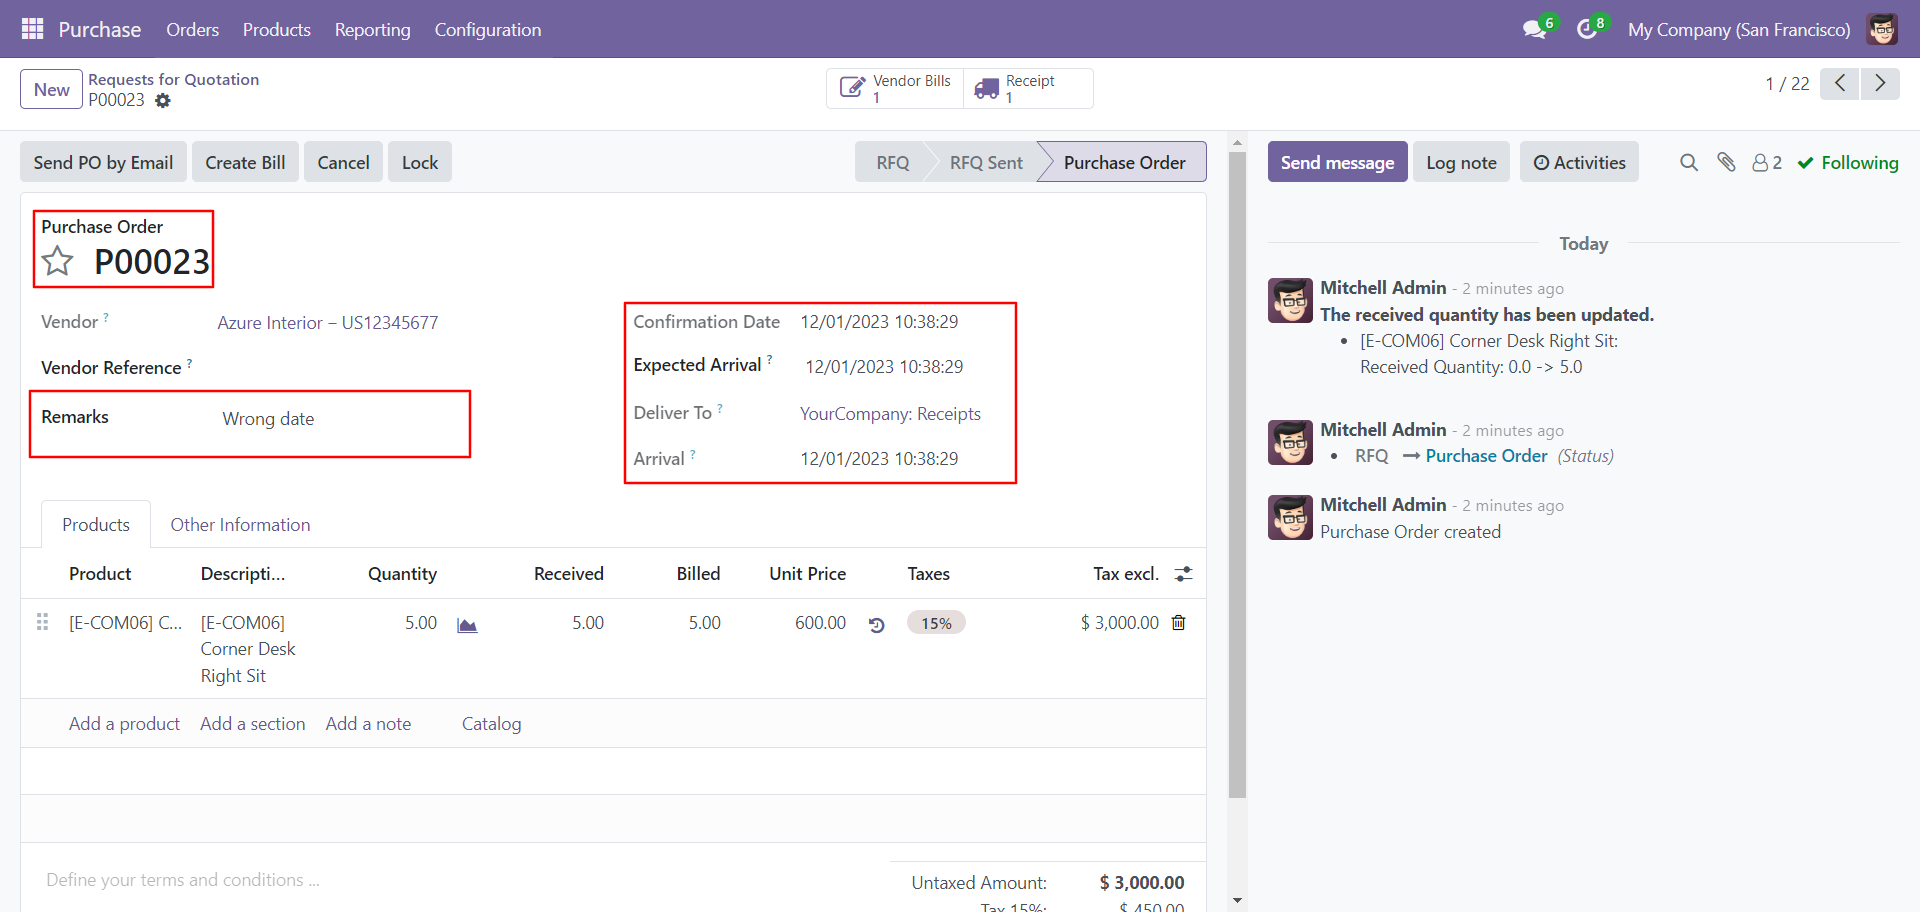 Purchase Orders Products Reporting Configuration 6 8 My Company (San Francisco)
New Requests for Quotation
P00023
Vendor Bills
1
Receipt
1
1 / 22
Send PO by Email Create Bill Cancel Lock RFQ RFQ Sent Purchase Order
Send message Log note Activities 2 Following
Purchase Order
P00023
Vendor ? Azure Interior – US12345677
Vendor Reference ?
Remarks Wrong date
Confirmation Date 12/01/2023 10:38:29
Expected Arrival ? 12/01/2023 10:38:29
Deliver To ? YourCompany: Receipts
Arrival ? 12/01/2023 10:38:29
Products Other Information
Product Descripti... Quantity Received Billed Unit Price Taxes Tax excl.
[E-COM06] C... [E-COM06] 5.00 5.00 5.00 600.00 15% $ 3,000.00
Corner Desk
Right Sit
Add a product Add a section Add a note Catalog
Define your terms and conditions ...
Untaxed Amount: $ 3,000.00
Tax 15%: $ 450.00
Today
Mitchell Admin - 2 minutes ago
The received quantity has been updated.
• [E-COM06] Corner Desk Right Sit:
Received Quantity: 0.0 -> 5.0
Mitchell Admin - 2 minutes ago
• RFQ → Purchase Order (Status)
Mitchell Admin - 2 minutes ago
Purchase Order created